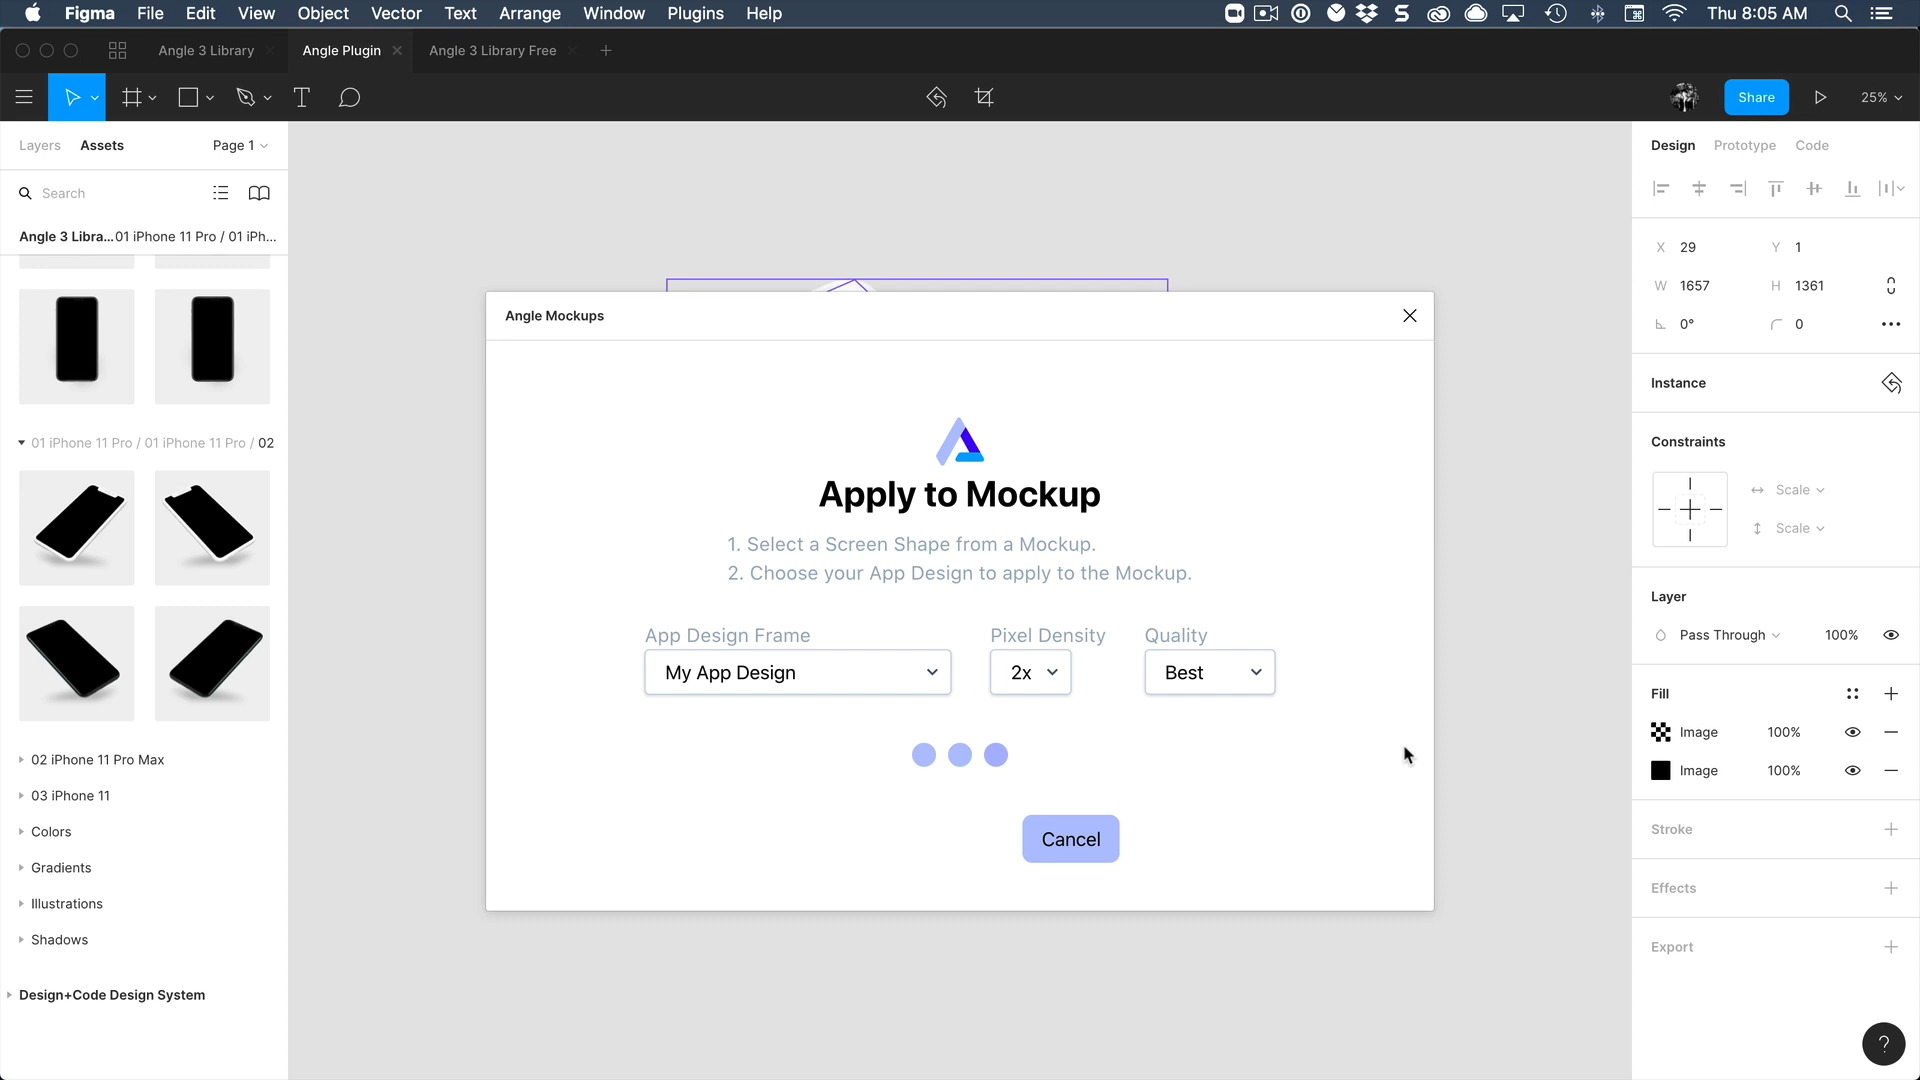 Figma File Edit View Object Vector Text Arrange Window Plugins Help Thu 8:05 AM
Angle 3 Library Angle Plugin Angle 3 Library Free
Share 25%
Layers Assets Page 1
Search
Angle 3 Libra...01 iPhone 11 Pro / 01 iPh...
01 iPhone 11 Pro / 01 iPhone 11 Pro / 02
02 iPhone 11 Pro Max
03 iPhone 11
Colors
Gradients
Illustrations
Shadows
Design+Code Design System
Angle Mockups
Apply to Mockup
1. Select a Screen Shape from a Mockup.
2. Choose your App Design to apply to the Mockup.
App Design Frame Pixel Density Quality
My App Design 2x Best
Cancel
Design Prototype Code
X 29 Y 1
W 1657 H 1361
0° 0
Instance
Constraints
Scale
Scale
Layer
Pass Through 100%
Fill
Image 100%
Image 100%
Stroke
Effects
Export
?